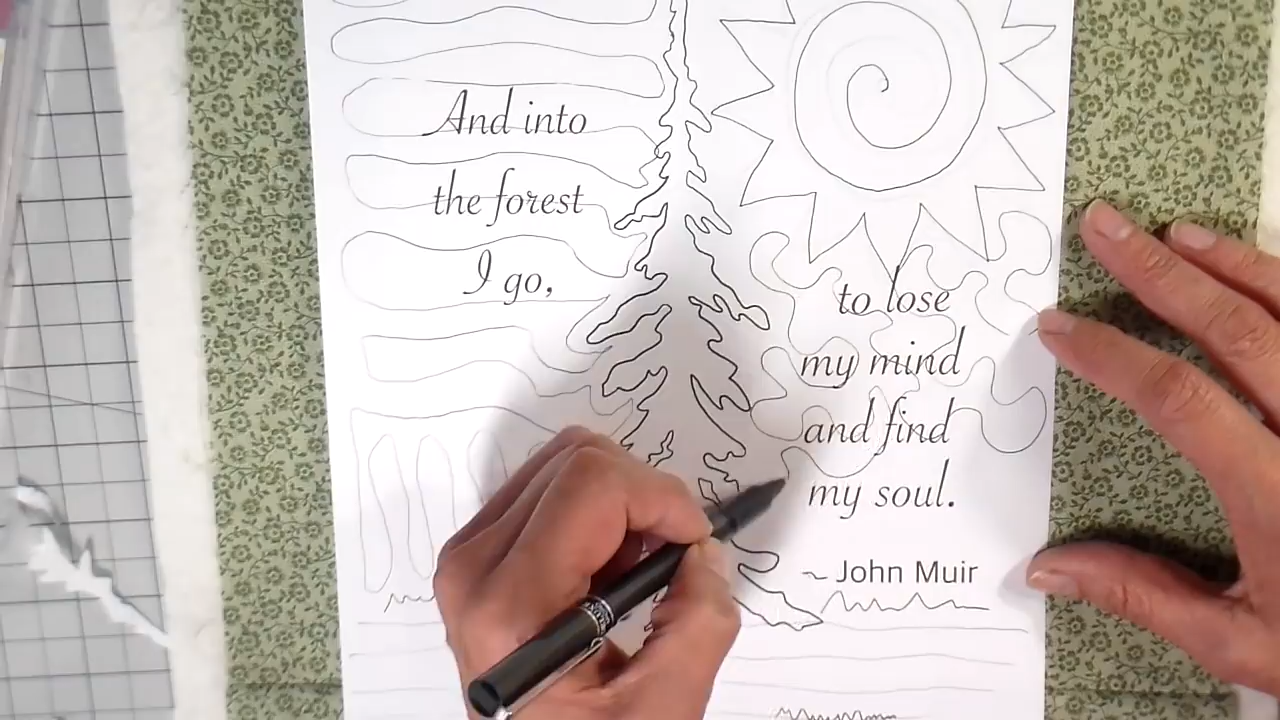 And into
the forest
I go,
to lose
my mind
and find
my soul.
~ John Muir